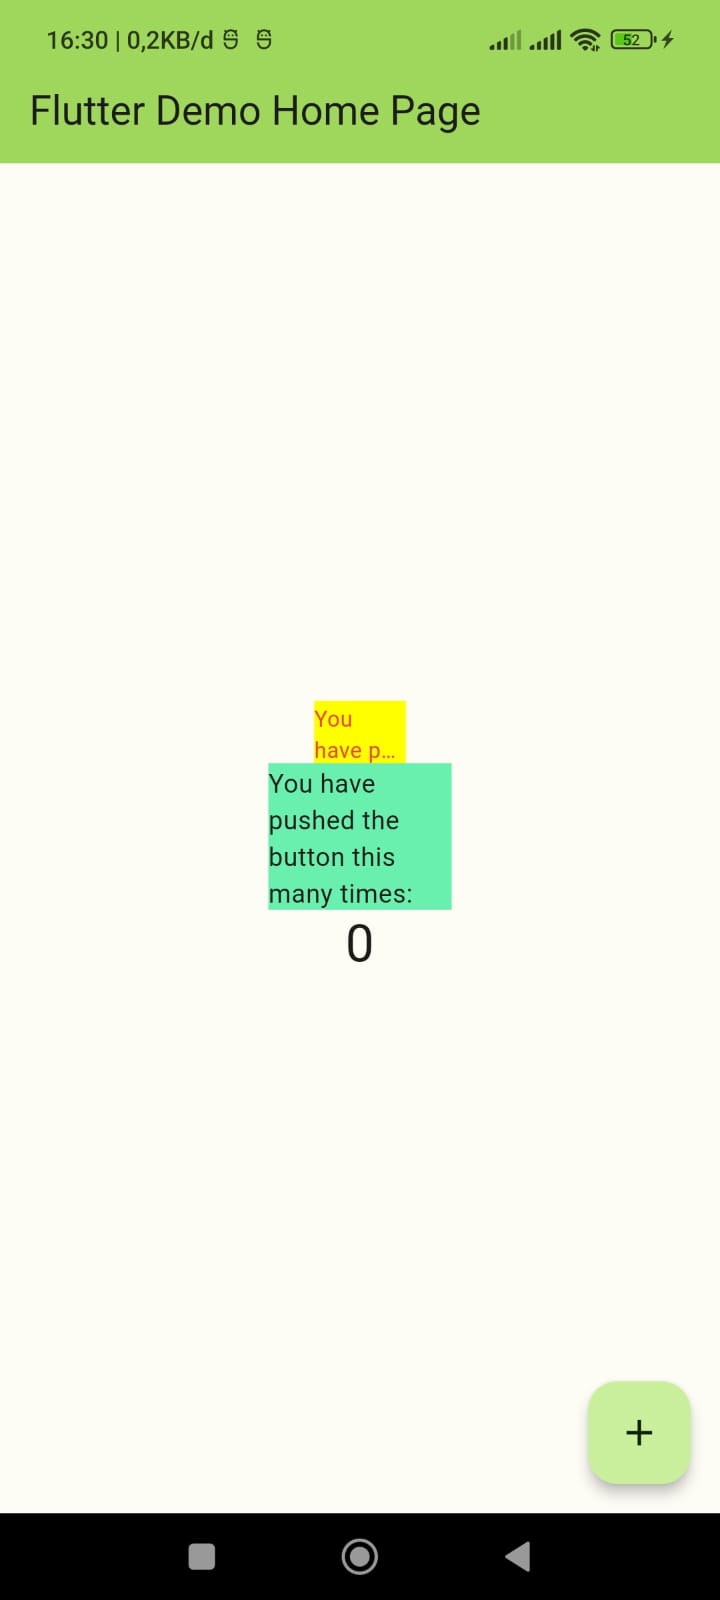 16:30 | 0,2KB/d
52
Flutter Demo Home Page
You
have p...
You have
pushed the
button this
many times:
0
+